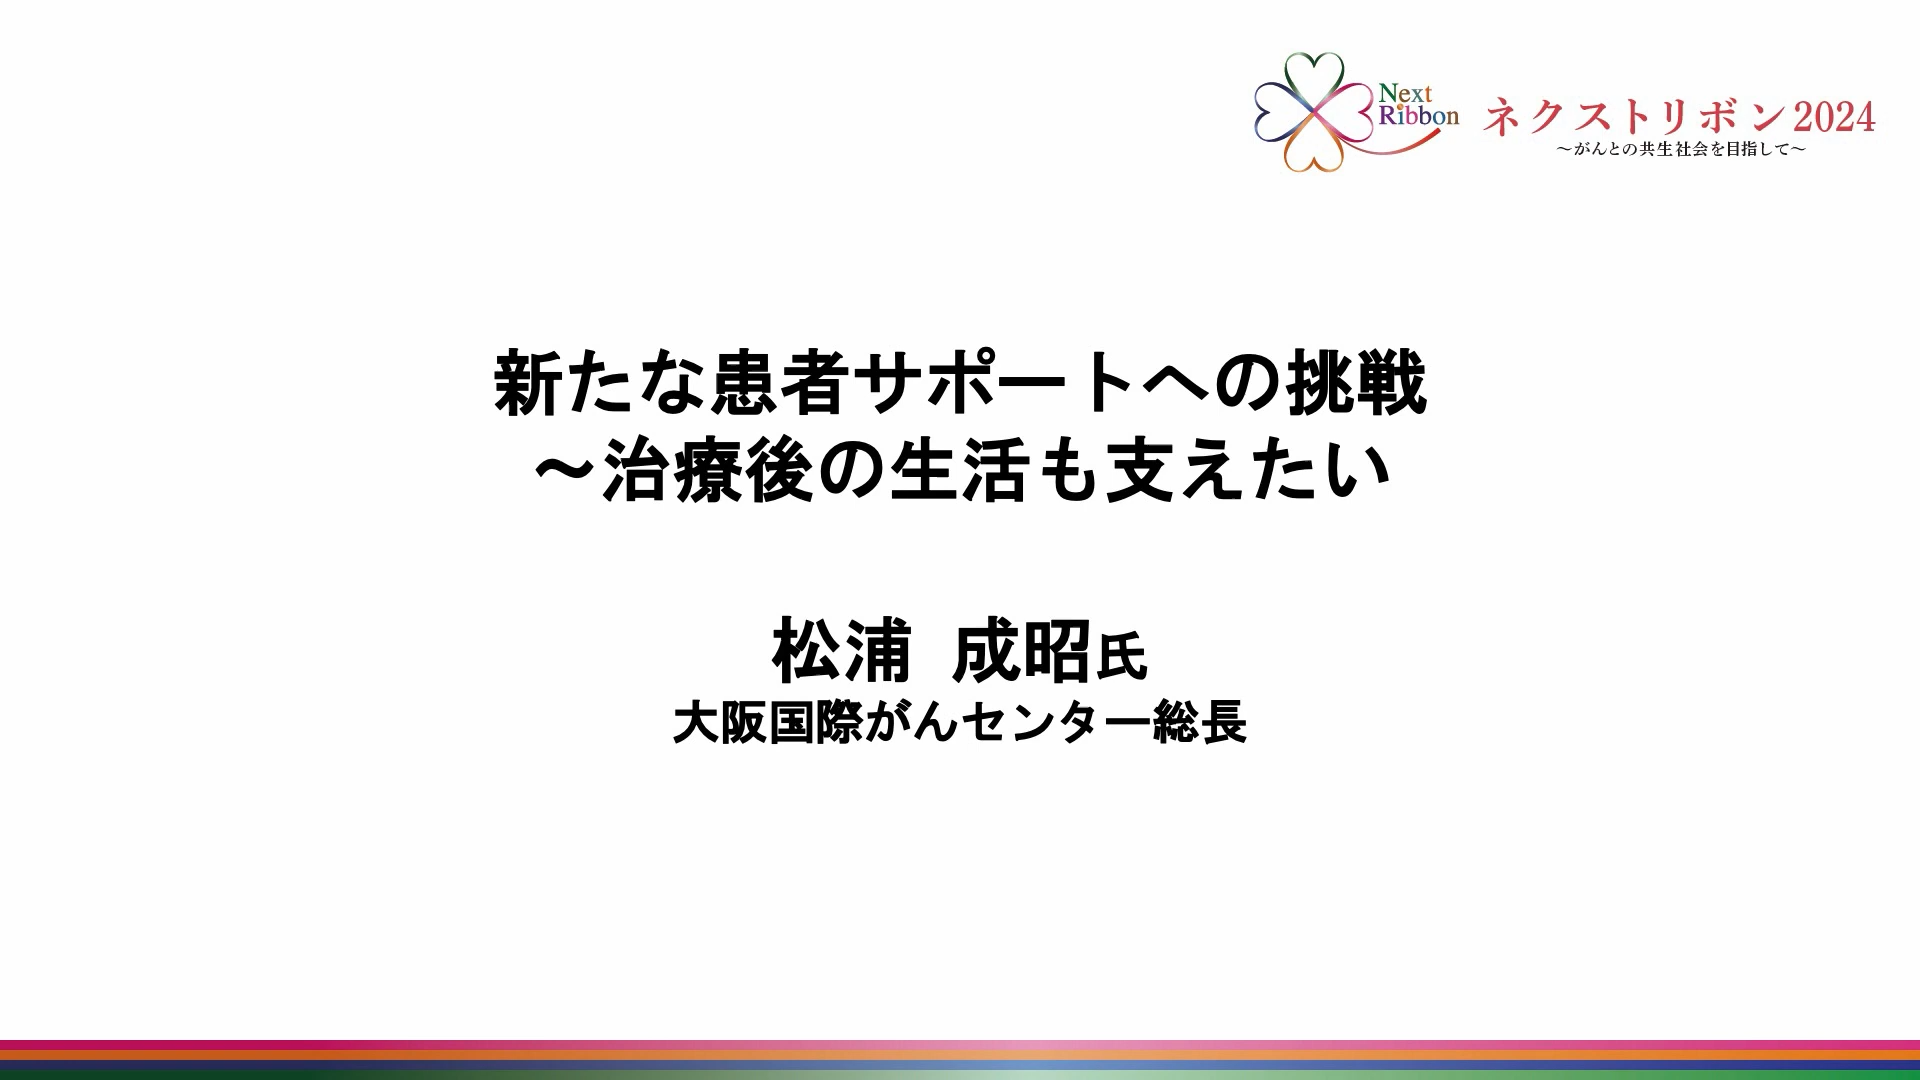 Next
Ribbon
ネクストリボン2024
～がんとの共生社会を目指して～
新たな患者サポートへの挑戦
～治療後の生活も支えたい
松浦 成昭氏
大阪国際がんセンター総長